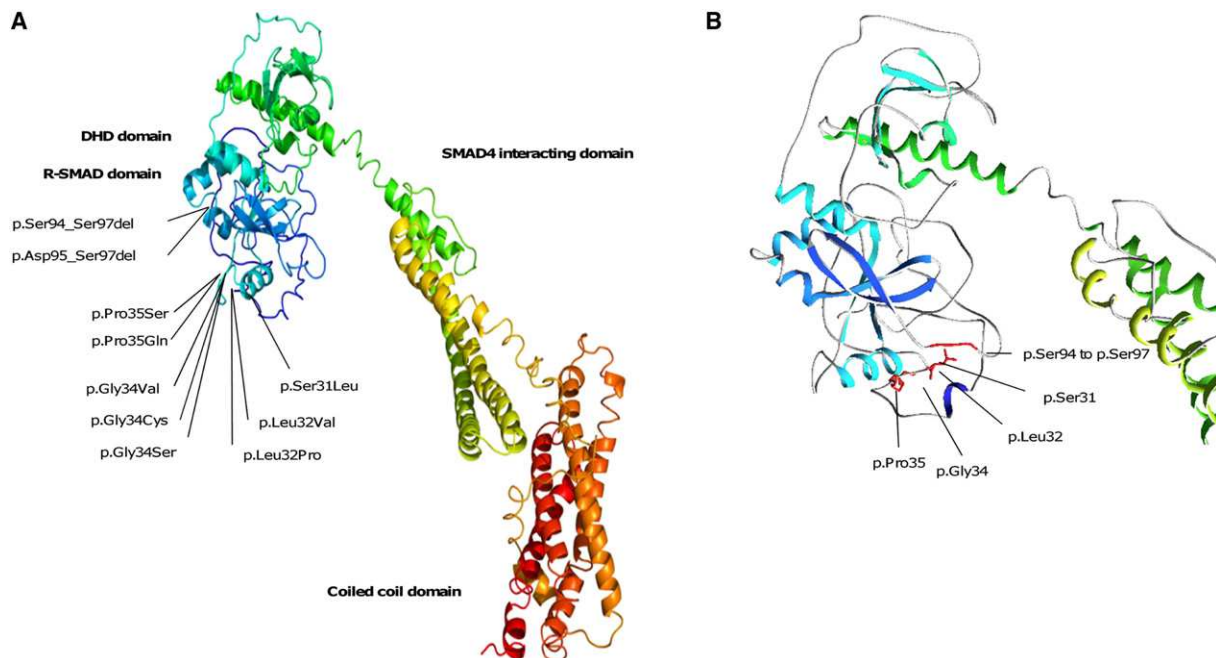 A
DHD domain
R-SMAD domain
SMAD4 interacting domain
p.Ser94_Ser97del
p.Asp95_Ser97del
p.Pro35Ser
p.Pro35Gln
p.Gly34Val
p.Gly34Cys
p.Gly34Ser
p.Ser31Leu
p.Leu32Val
p.Leu32Pro
Coiled coil domain
B
p.Ser94 to p.Ser97
p.Ser31
p.Leu32
p.Gly34
p.Pro35